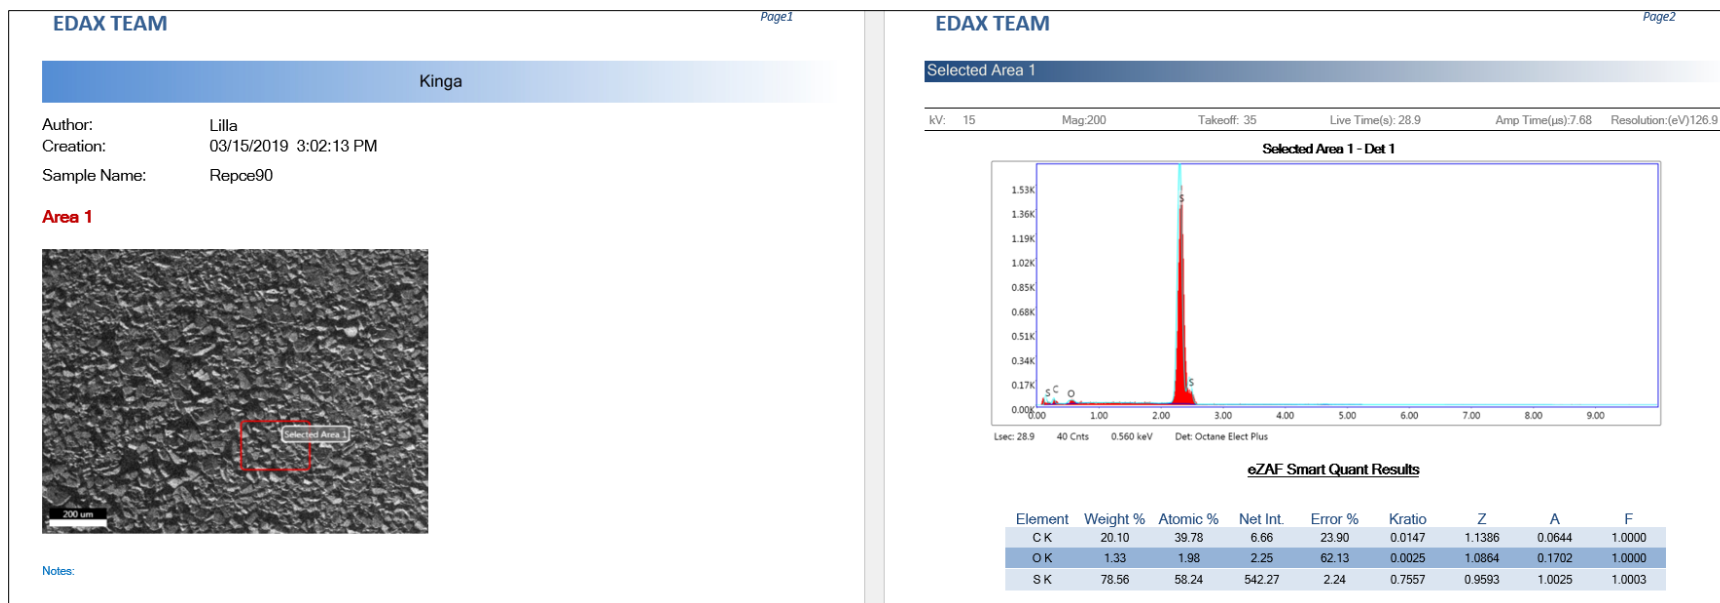 EDAX TEAM
Page1
Kinga
Author: Lilla
Creation: 03/15/2019 3:02:13 PM
Sample Name: Repce90
Area 1
Selected Area 1
200 um
Notes:
EDAX TEAM
Page2
Selected Area 1
kV: 15 Mag:200 Takeoff: 35 Live Time(s): 28.9 Amp Time(µs):7.68 Resolution:(eV)126.9
Selected Area 1 - Det 1
1.53K
1.36K
1.19K
1.02K
0.85K
0.68K
0.51K
0.34K
0.17K
0.00K
S
S
S C O
0.00 1.00 2.00 3.00 4.00 5.00 6.00 7.00 8.00 9.00
Lsec: 28.9 40 Cnts 0.560 keV Det: Octane Elect Plus
eZAF Smart Quant Results
Element Weight % Atomic % Net Int. Error % Kratio Z A F
C K 20.10 39.78 6.66 23.90 0.0147 1.1386 0.0644 1.0000
O K 1.33 1.98 2.25 62.13 0.0025 1.0864 0.1702 1.0000
S K 78.56 58.24 542.27 2.24 0.7557 0.9593 1.0025 1.0003